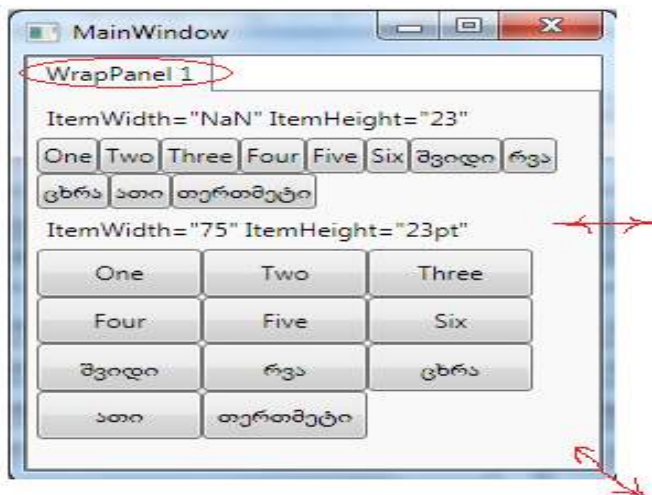 MainWindow
WrapPanel 1
ItemWidth="NaN" ItemHeight="23"
One Two Three Four Five Six შვიდი რვა
ცხრა ათი თერთმეტი
ItemWidth="75" ItemHeight="23pt"
One Two Three
Four Five Six
შვიდი რვა ცხრა
ათი თერთმეტი